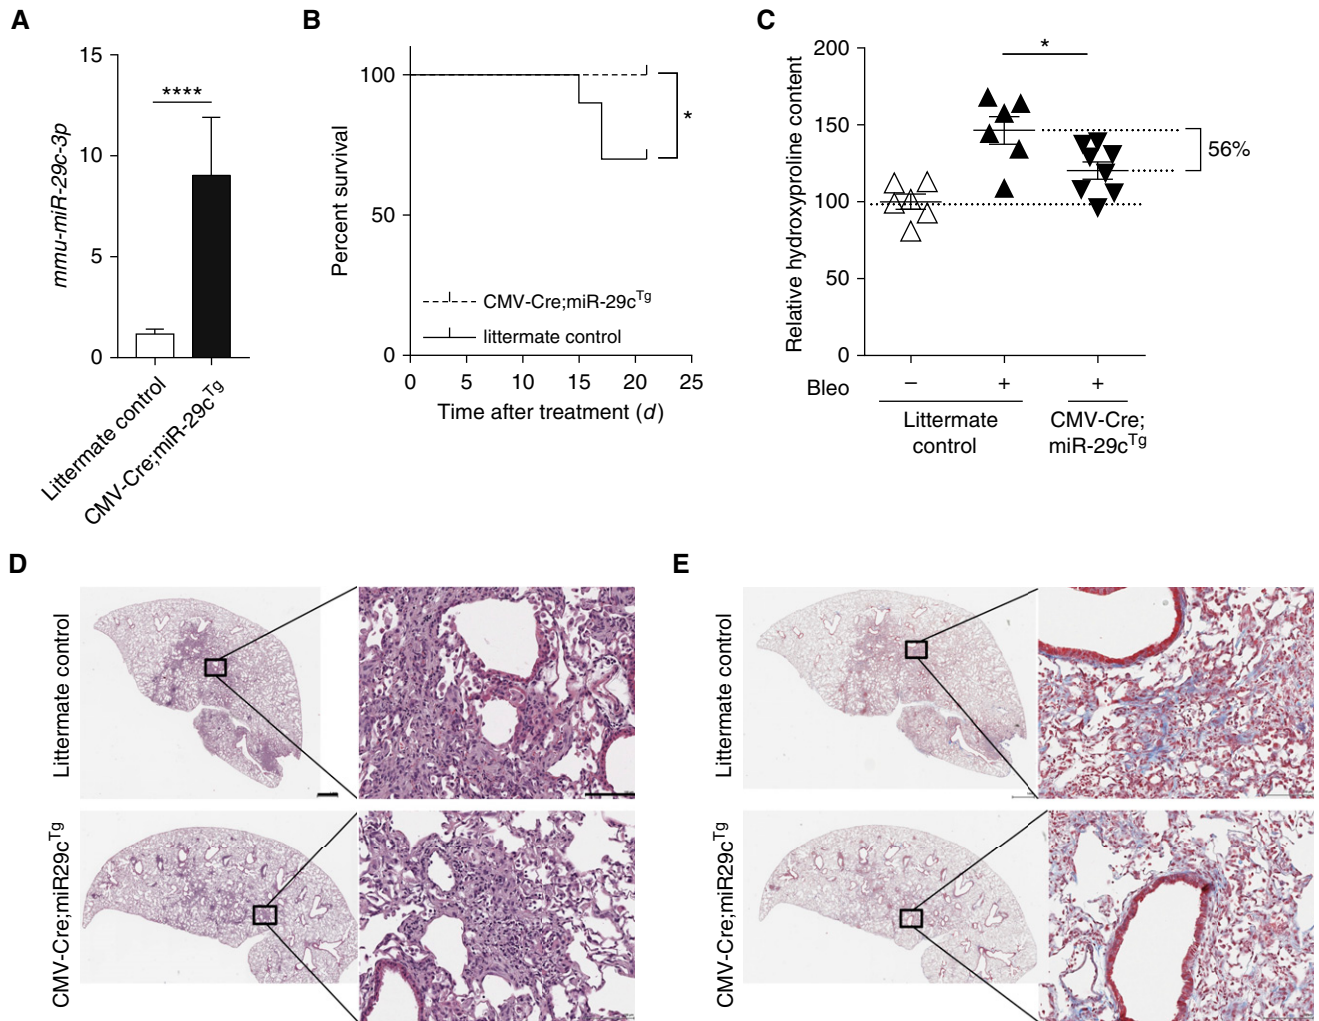 A
15
10
5
0
mmu-miR-29c-3p
****
Littermate control
CMV-Cre;miR-29cTg
B
100
50
0
Percent survival
*
CMV-Cre;miR-29cTg
littermate control
0 5 10 15 20 25
Time after treatment (d)
C
200
150
100
50
0
Relative hydroxyproline content
*
56%
Bleo − + +
Littermate
control
CMV-Cre;
miR-29cTg
D
Littermate control
CMV-Cre;miR29cTg
E
Littermate control
CMV-Cre;miR29cTg